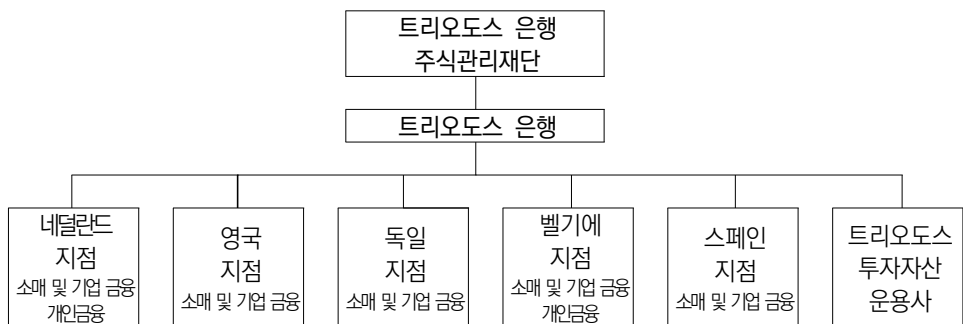 트리오도스 은행
주식관리재단
트리오도스 은행
네덜란드
지점
소매 및 기업 금융
개인금융
영국
지점
소매 및 기업 금융
독일
지점
소매 및 기업 금융
벨기에
지점
소매 및 기업 금융
개인금융
스페인
지점
소매 및 기업 금융
트리오도스
투자자산
운용사